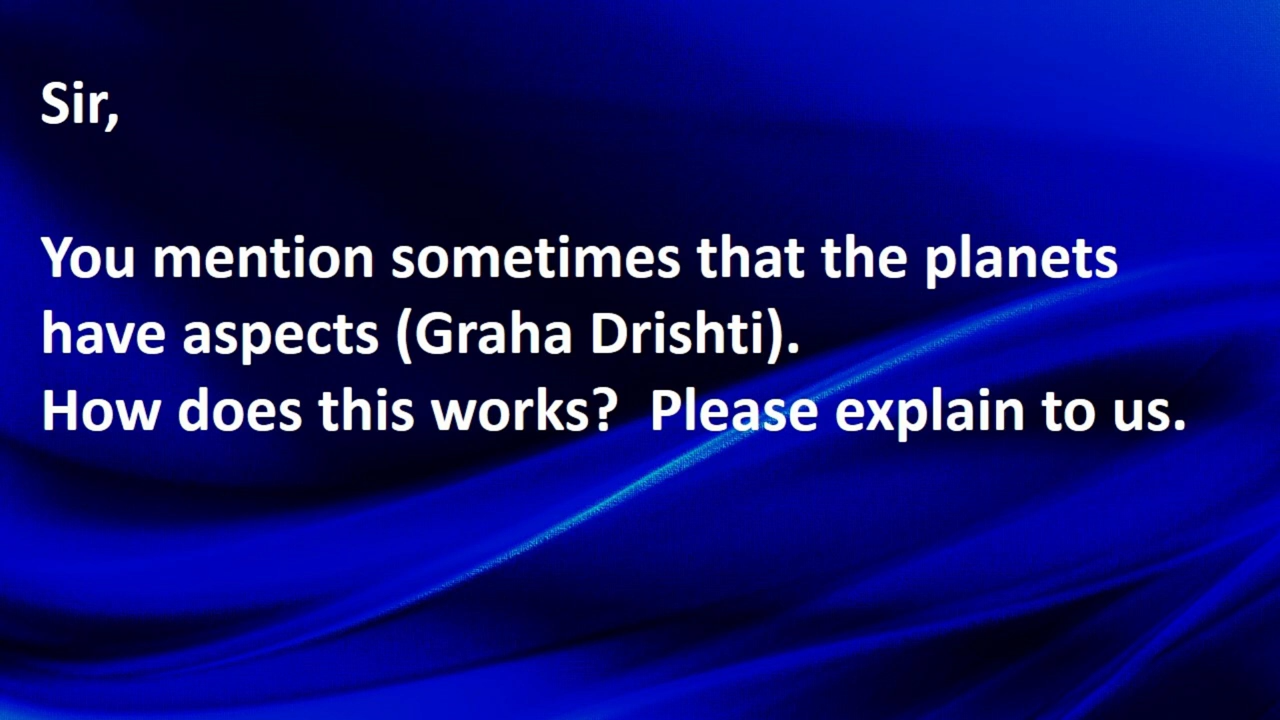 Sir,
You mention sometimes that the planets
have aspects (Graha Drishti).
How does this works?  Please explain to us.